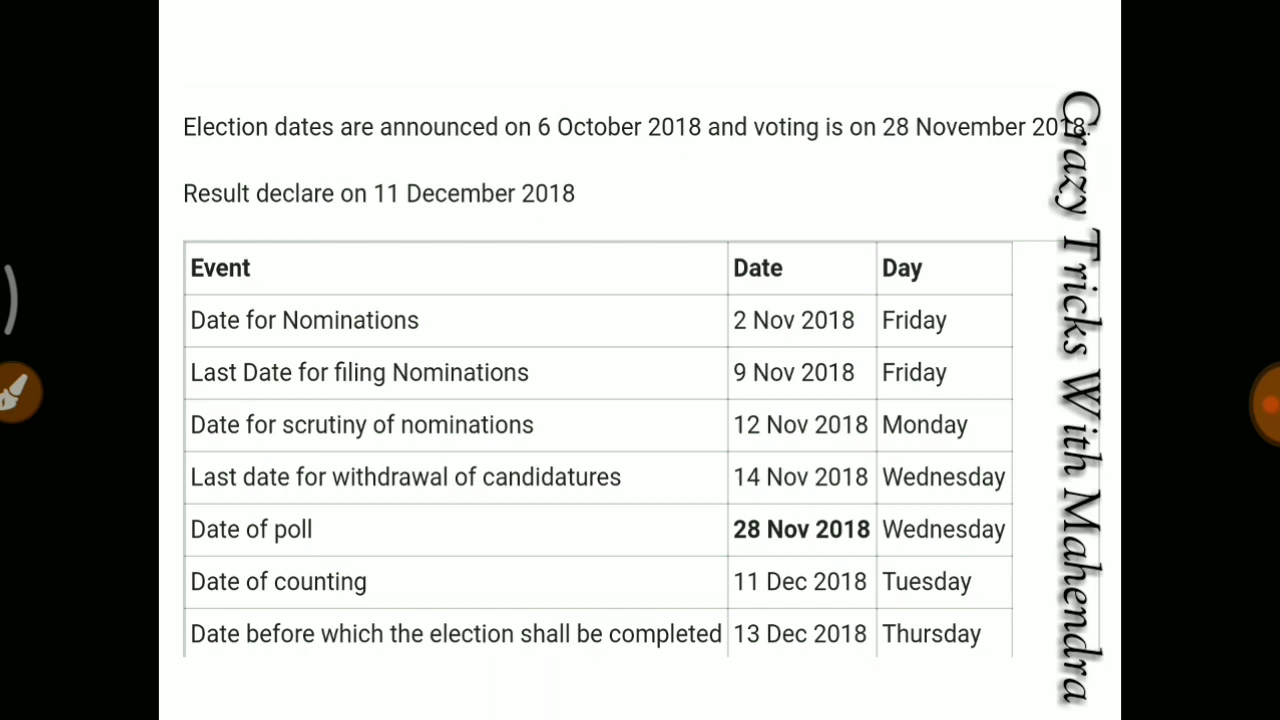 Election dates are announced on 6 October 2018 and voting is on 28 November 2018.
Result declare on 11 December 2018
Event Date Day
Date for Nominations 2 Nov 2018 Friday
Last Date for filing Nominations 9 Nov 2018 Friday
Date for scrutiny of nominations 12 Nov 2018 Monday
Last date for withdrawal of candidatures 14 Nov 2018 Wednesday
Date of poll 28 Nov 2018 Wednesday
Date of counting 11 Dec 2018 Tuesday
Date before which the election shall be completed 13 Dec 2018 Thursday
Crazy Tricks With Mahendra